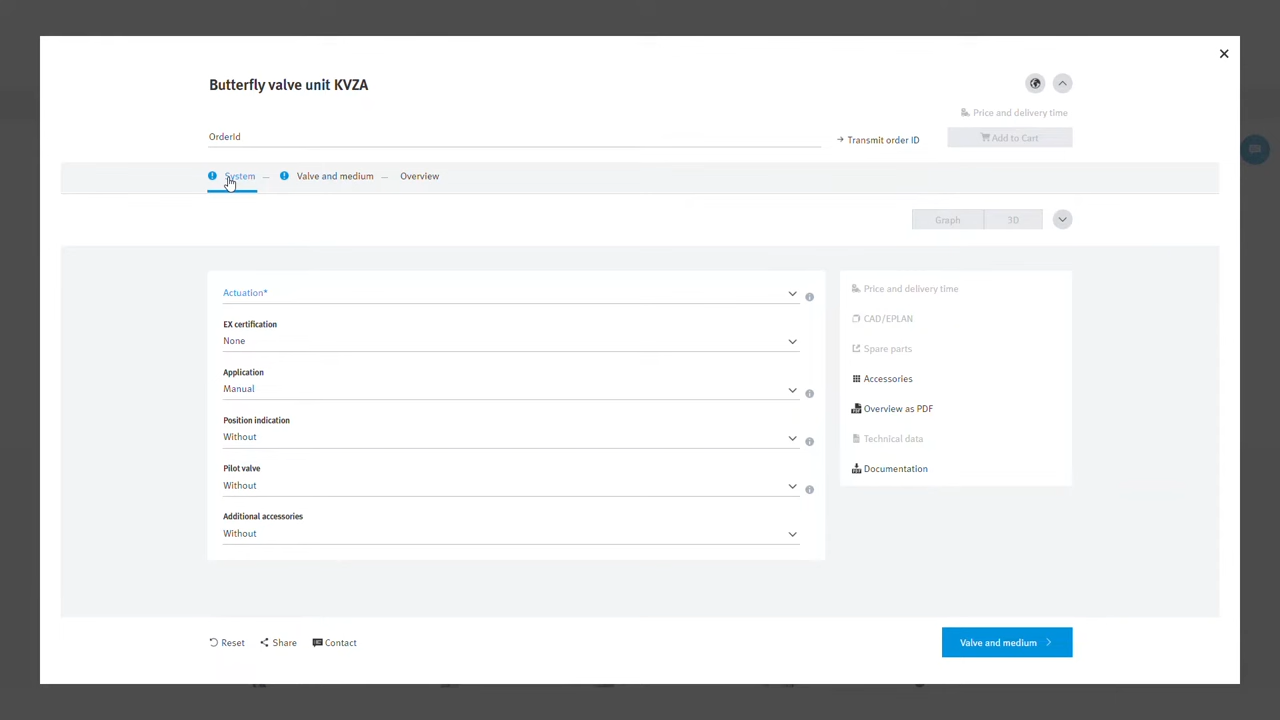 Butterfly valve unit KVZA
Price and delivery time
OrderId
Transmit order ID
Add to Cart
System
Valve and medium
Overview
Graph
3D
Actuation*
EX certification
None
Application
Manual
Position indication
Without
Pilot valve
Without
Additional accessories
Without
Price and delivery time
CAD/EPLAN
Spare parts
Accessories
Overview as PDF
Technical data
Documentation
Reset
Share
Contact
Valve and medium